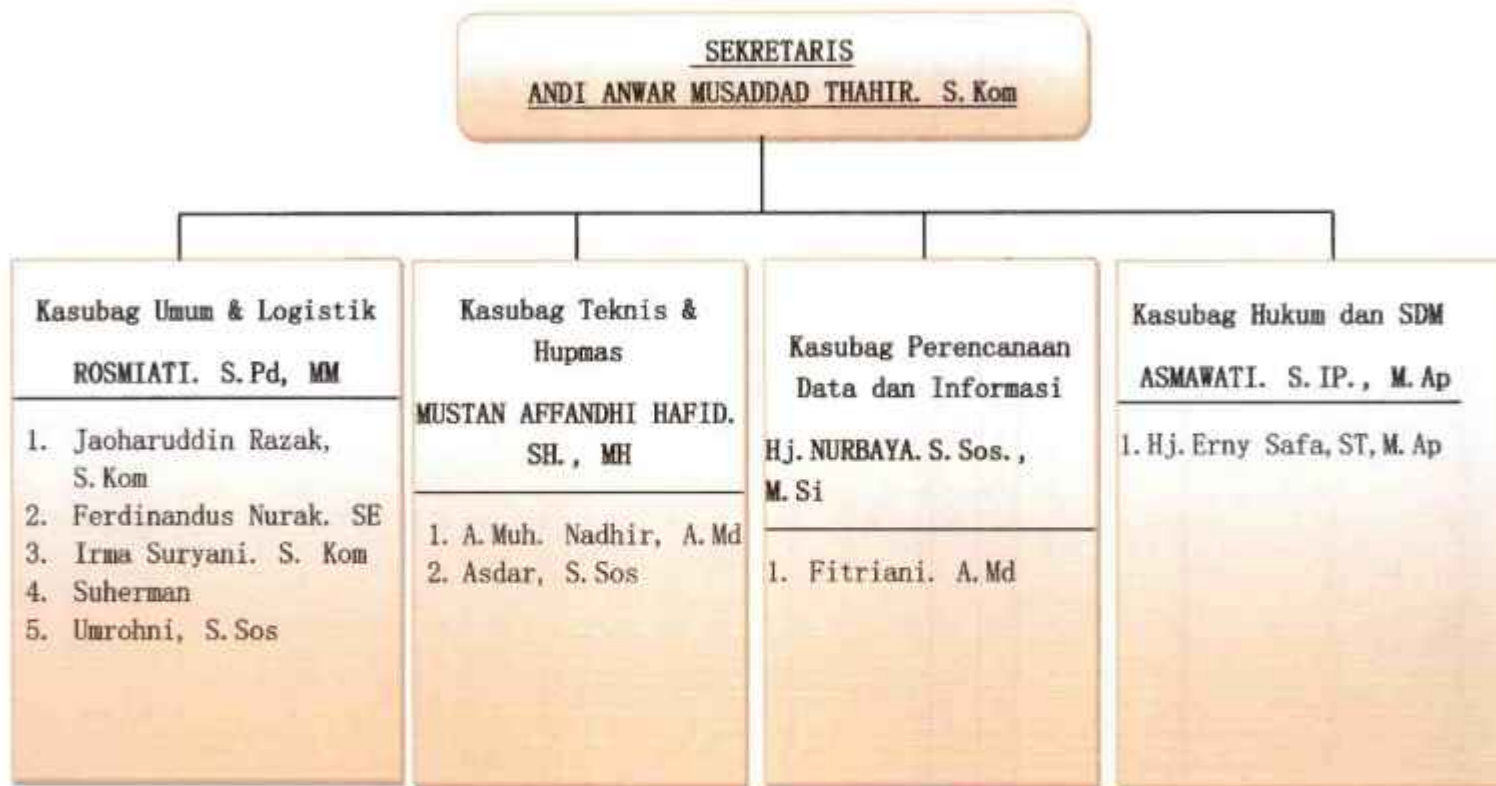 SEKRETARIS
ANDI ANWAR MUSADDAD THAHIR. S.Kom
Kasubag Umum & Logistik
ROSMIATI. S.Pd, MM
1. Jaoharuddin Razak,
S.Kom
2. Ferdinandus Nurak. SE
3. Irma Suryani. S. Kom
4. Suherman
5. Umrohni, S.Sos
Kasubag Teknis &
Hupmas
MUSTAN AFFANDHI HAFID.
SH., MH
1. A.Muh. Nadhir, A.Md
2. Asdar, S.Sos
Kasubag Perencanaan
Data dan Informasi
Hj.NURBAYA.S.Sos.,
M.Si
1. Fitriani. A.Md
Kasubag Hukum dan SDM
ASMAWATI. S.IP., M.Ap
1.Hj.Erny Safa,ST,M.Ap